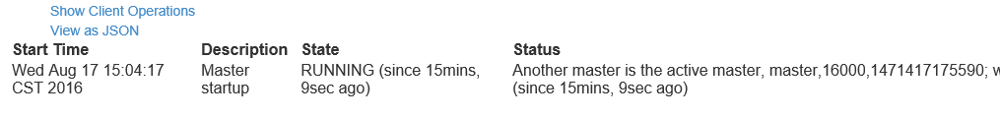 Show Client Operations
View as JSON
Start Time Description State Status
Wed Aug 17 15:04:17 Master RUNNING (since 15mins, Another master is the active master, master,16000,1471417175590;
CST 2016 startup 9sec ago) (since 15mins, 9sec ago)